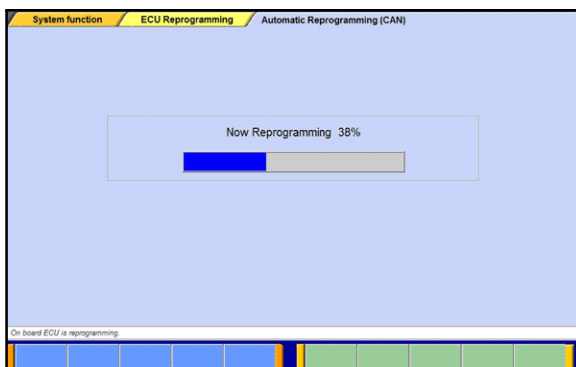 System function ECU Reprogramming Automatic Reprogramming (CAN)
Now Reprogramming 38%
On board ECU is reprogramming.